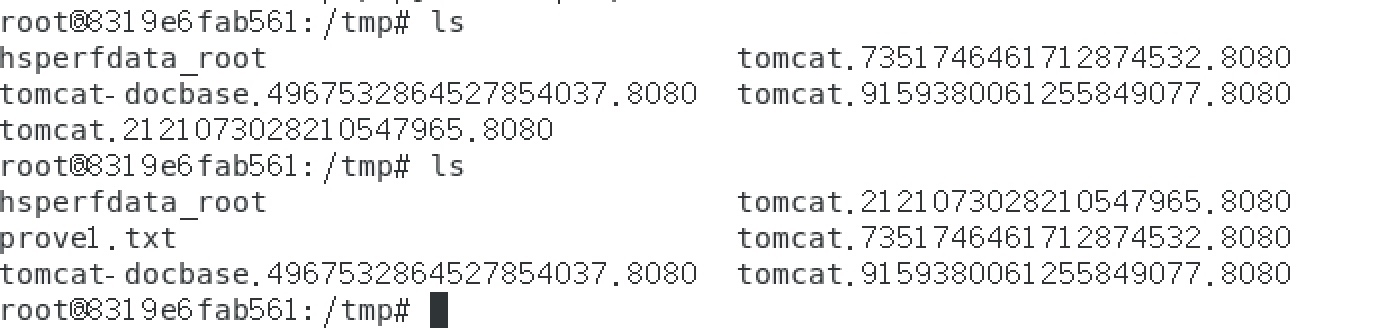 root@8319e6fab561:/tmp# ls
hsperfdata_root tomcat.7351746461712874532.8080
tomcat-docbase.4967532864527854037.8080 tomcat.9159380061255849077.8080
tomcat.2121073028210547965.8080
root@8319e6fab561:/tmp# ls
hsperfdata_root tomcat.2121073028210547965.8080
prove1.txt tomcat.7351746461712874532.8080
tomcat-docbase.4967532864527854037.8080 tomcat.9159380061255849077.8080
root@8319e6fab561:/tmp#